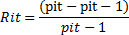 Rit = (pit − pit − 1) / pit − 1